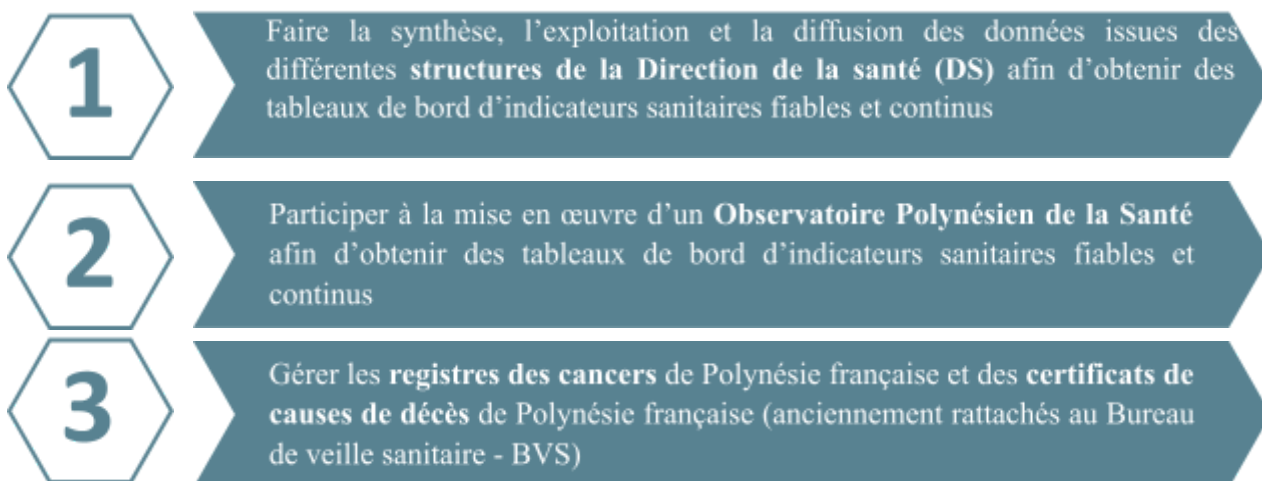 1
Faire la synthèse, l’exploitation et la diffusion des données issues des
différentes structures de la Direction de la santé (DS) afin d’obtenir des
tableaux de bord d’indicateurs sanitaires fiables et continus
2
Participer à la mise en œuvre d’un Observatoire Polynésien de la Santé
afin d’obtenir des tableaux de bord d’indicateurs sanitaires fiables et
continus
3
Gérer les registres des cancers de Polynésie française et des certificats de
causes de décès de Polynésie française (anciennement rattachés au Bureau
de veille sanitaire - BVS)